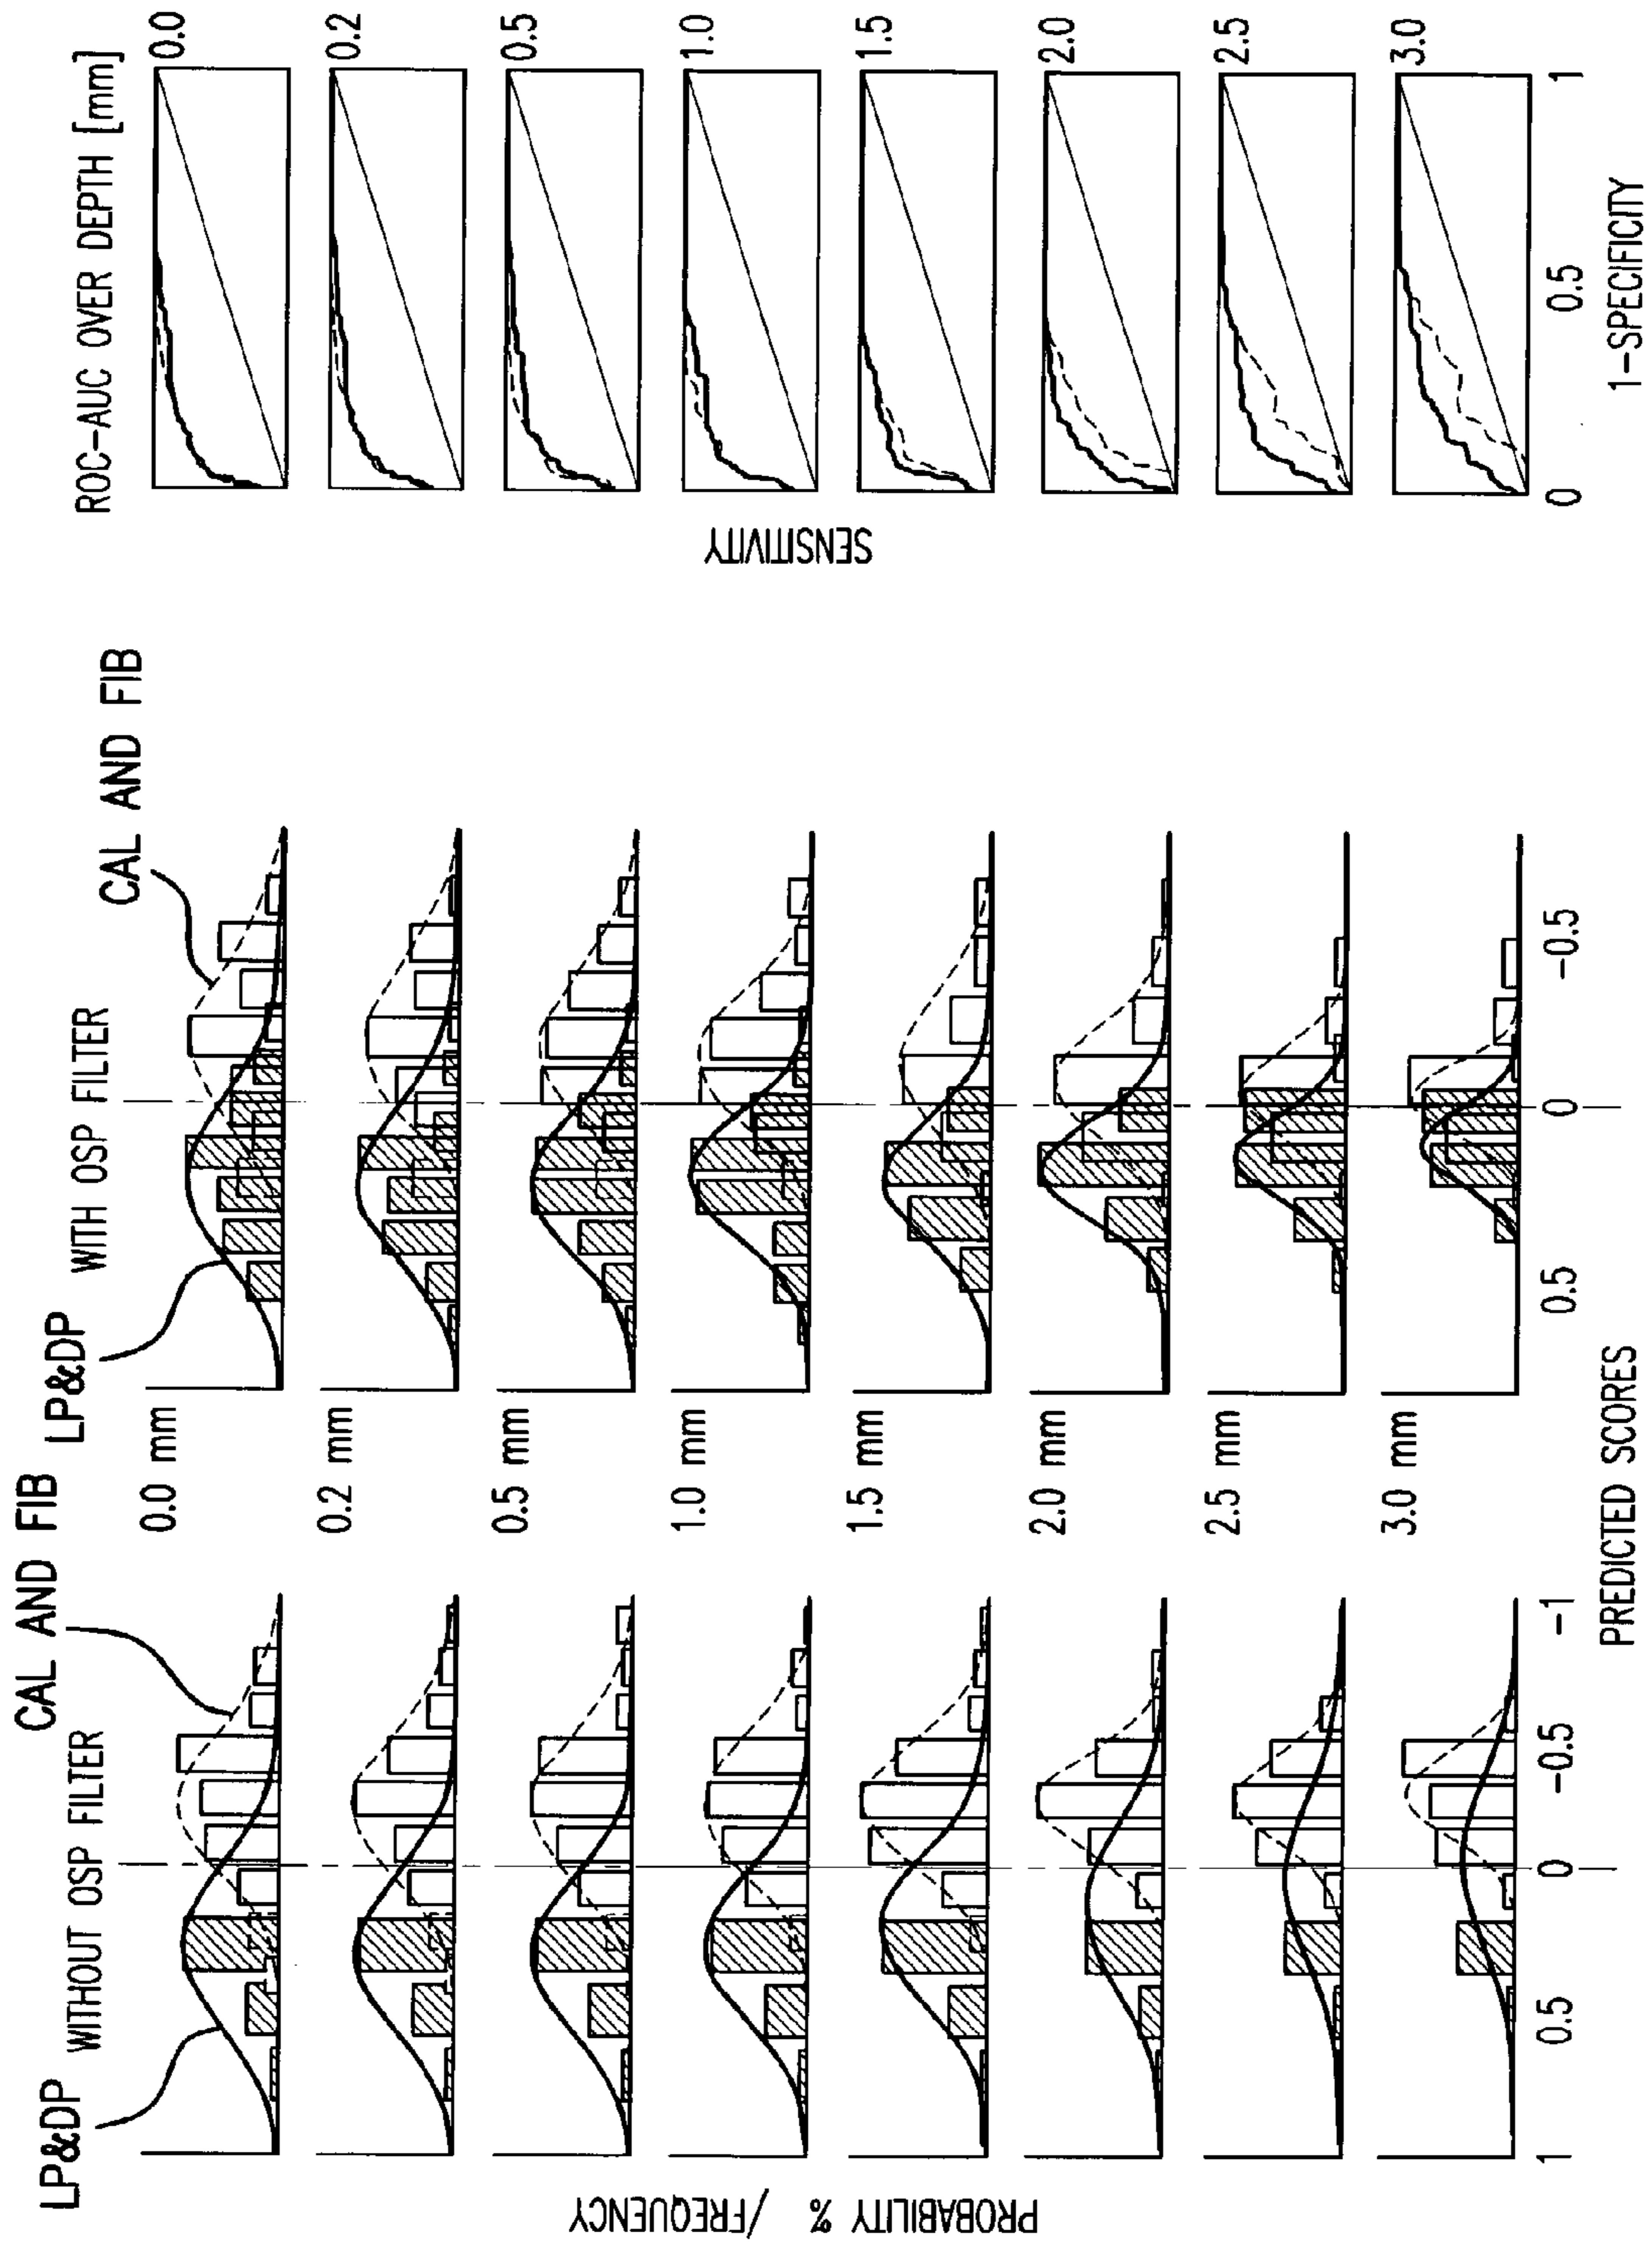 CAL AND FIB
LP&DP
WITHOUT OSP FILTER
LP&DP
WITH OSP FILTER
CAL AND FIB
ROC-AUC OVER DEPTH [mm]
0.0 mm
0.0
0.2 mm
0.2
0.5 mm
0.5
1.0 mm
1.0
1.5 mm
1.5
2.0 mm
2.0
2.5 mm
2.5
3.0 mm
3.0
PROBABILITY % /FREQUENCY
SENSITIVITY
1 0.5 0 -0.5 -1
0.5 0 -0.5
0 0.5 1
PREDICTED SCORES
1-SPECIFICITY